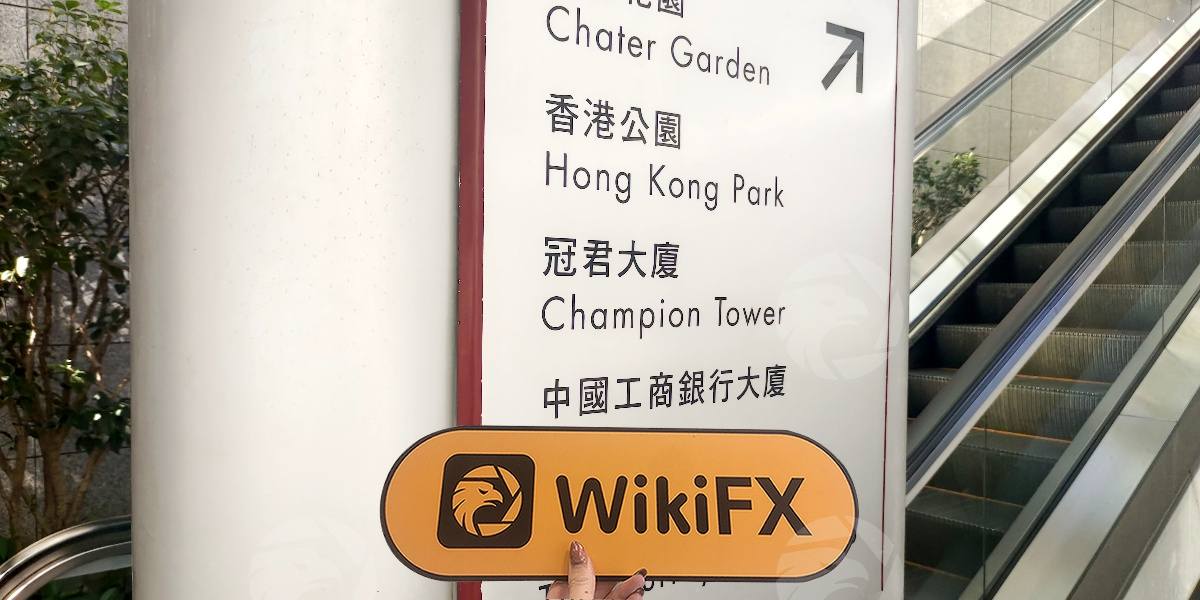 Chater Garden
香港公園
Hong Kong Park
冠君大廈
Champion Tower
中國工商銀行大廈
WikiFX